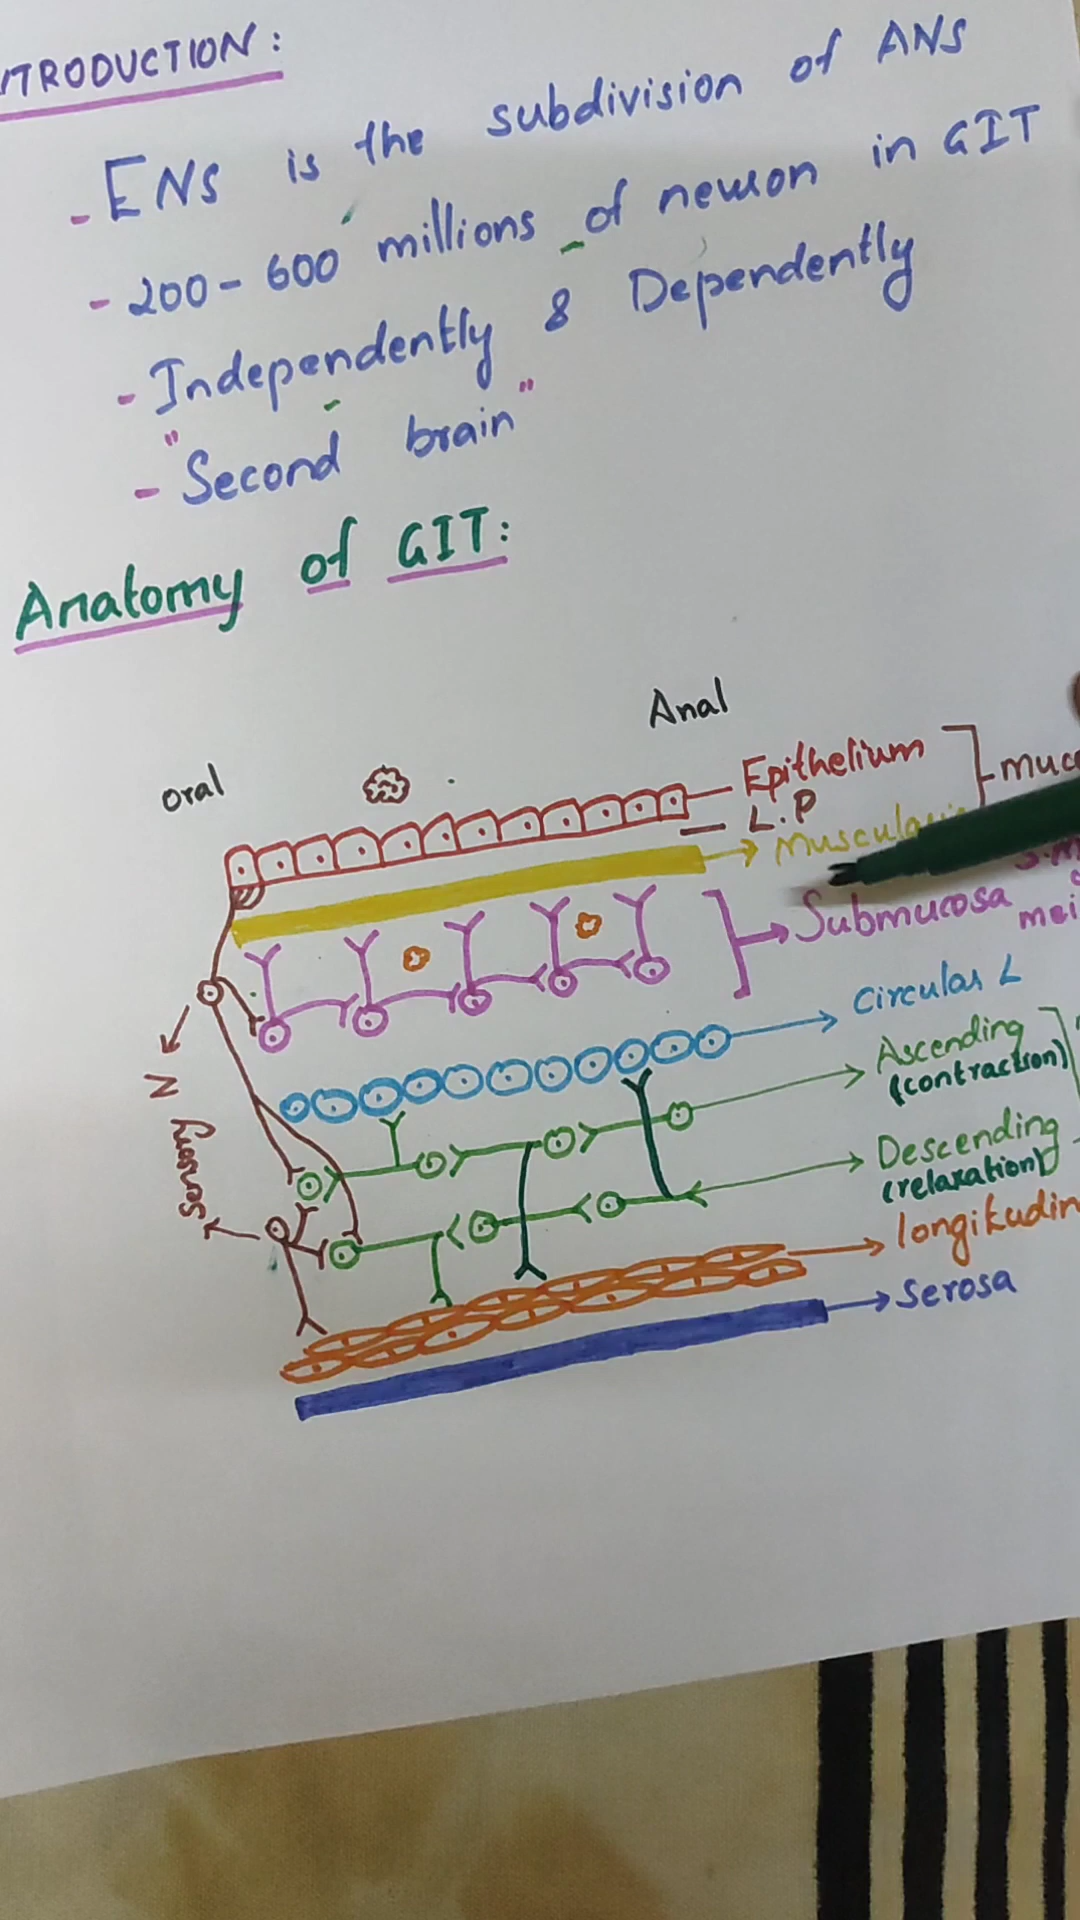 NTRODUCTION:
- ENS is the subdivision of ANS
- 200-600 millions of neuron in GIT
- Independently & Dependently
- "Second brain"
Anatomy of GIT:
Anal
oral
Epithelium
L.P
Submucosa
Circular L
Ascending
(contraction)
Descending
(relaxation)
longitudin
Serosa
Sensory N